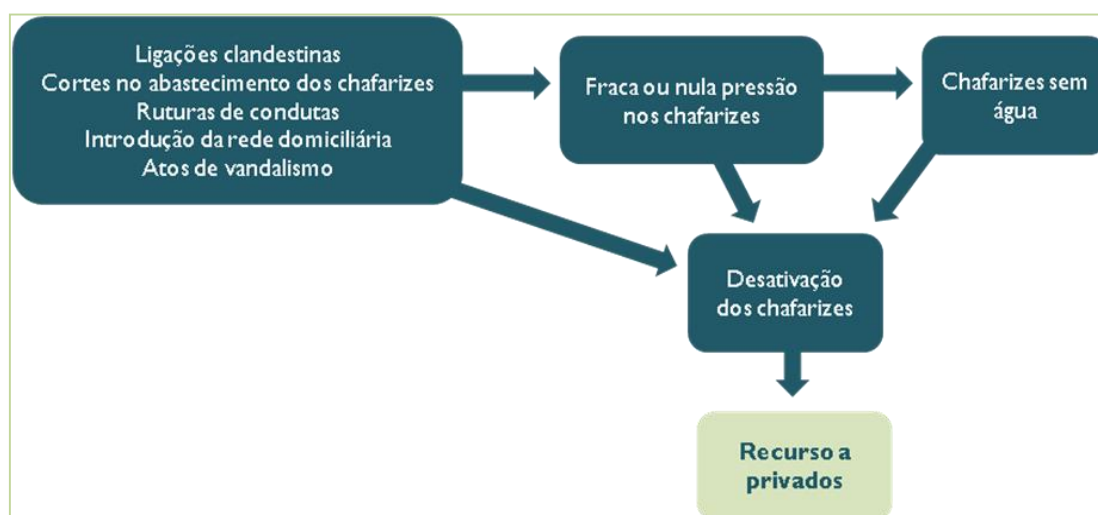 Ligações clandestinas
Cortes no abastecimento dos chafarizes
Ruturas de condutas
Introdução da rede domiciliária
Atos de vandalismo
Fraca ou nula pressão
nos chafarizes
Chafarizes sem
água
Desativação
dos chafarizes
Recurso a
privados